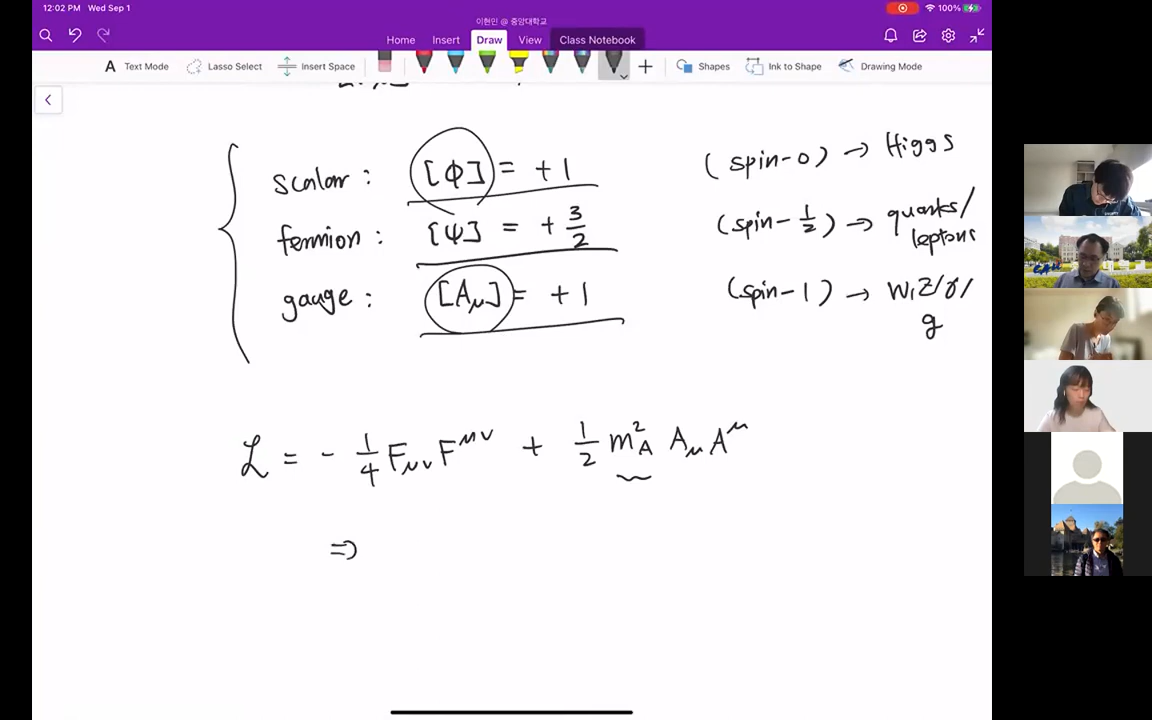 12:02 PM Wed Sep 1
100%
이현민 @ 중앙대학교
Home Insert Draw View Class Notebook
Text Mode Lasso Select Insert Space Shapes Ink to Shape Drawing Mode
scalar : [φ] = +1 (spin-0) → Higgs
fermion : [ψ] = + 3/2 (spin-1/2) → quarks/leptons
gauge : [Aμ] = +1 (spin-1) → W,Z/γ/g
ℒ = - 1/4 Fμν F^μν + 1/2 m_A^2 Aμ A^μ
⇒